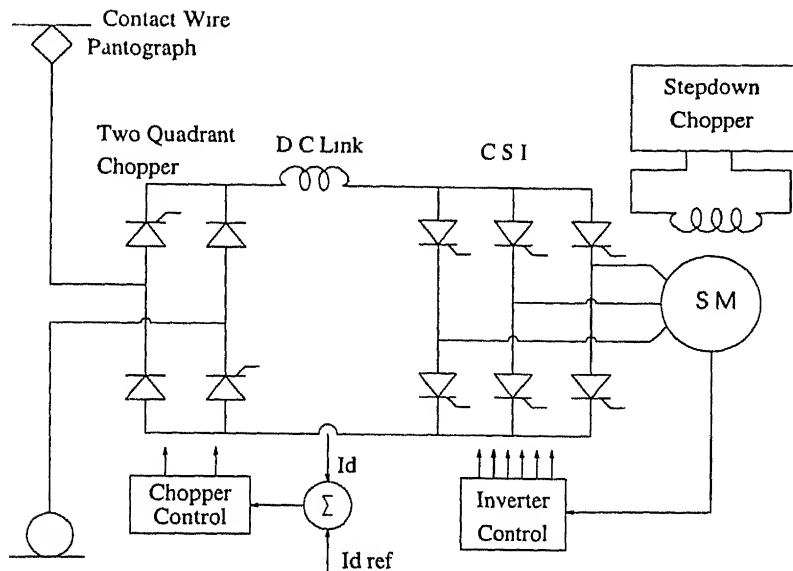 Contact Wire
Pantograph
Stepdown
Chopper
Two Quadrant
Chopper
D C Link
C S I
S M
Id
Chopper
Control
Σ
Inverter
Control
Id ref